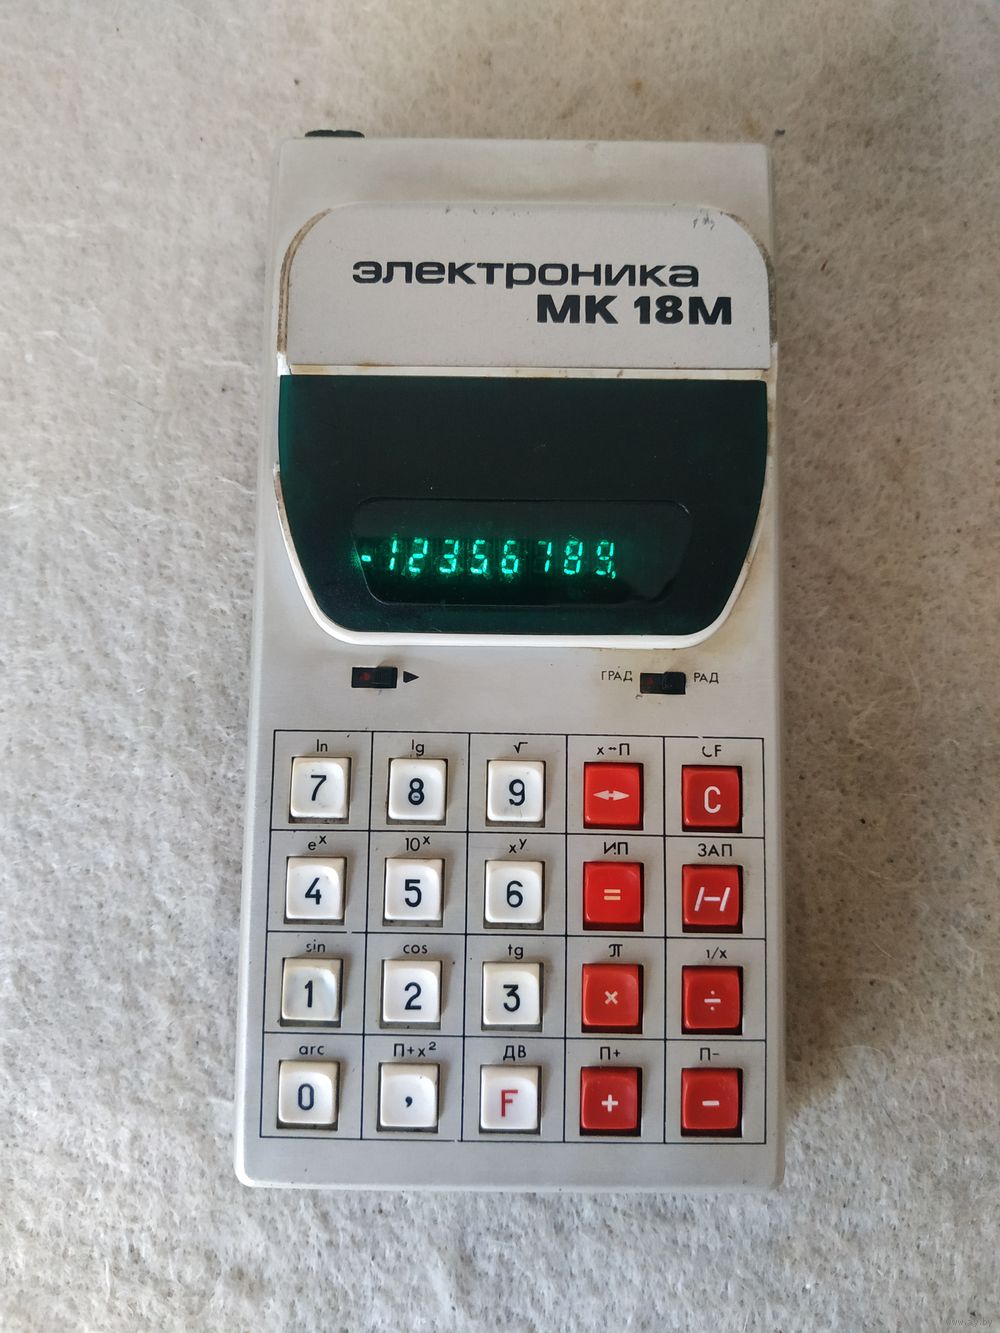 электроника
МК 18М
-12356789,
ГРАД РАД
ln lg √ x↔П CF
7 8 9 ↔ C
eˣ 10ˣ xʸ ИП ЗАП
4 5 6 = /-/
sin cos tg π 1/x
1 2 3 × ÷
arc П+x² ДВ П+ П-
0 , F + -